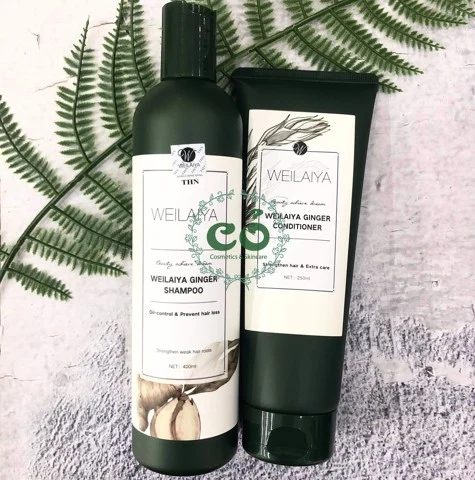 WEILAIYA
THN
WEILAIYA
WEILAIYA GINGER
SHAMPOO
Oil-control & Prevent hair loss
Strengthen weak hair roots
NET: 400ml
WEILAIYA
WEILAIYA GINGER
CONDITIONER
Strengthen hair & Extra care
NET: 250ml
CÓ
Cosmetics & Skincare